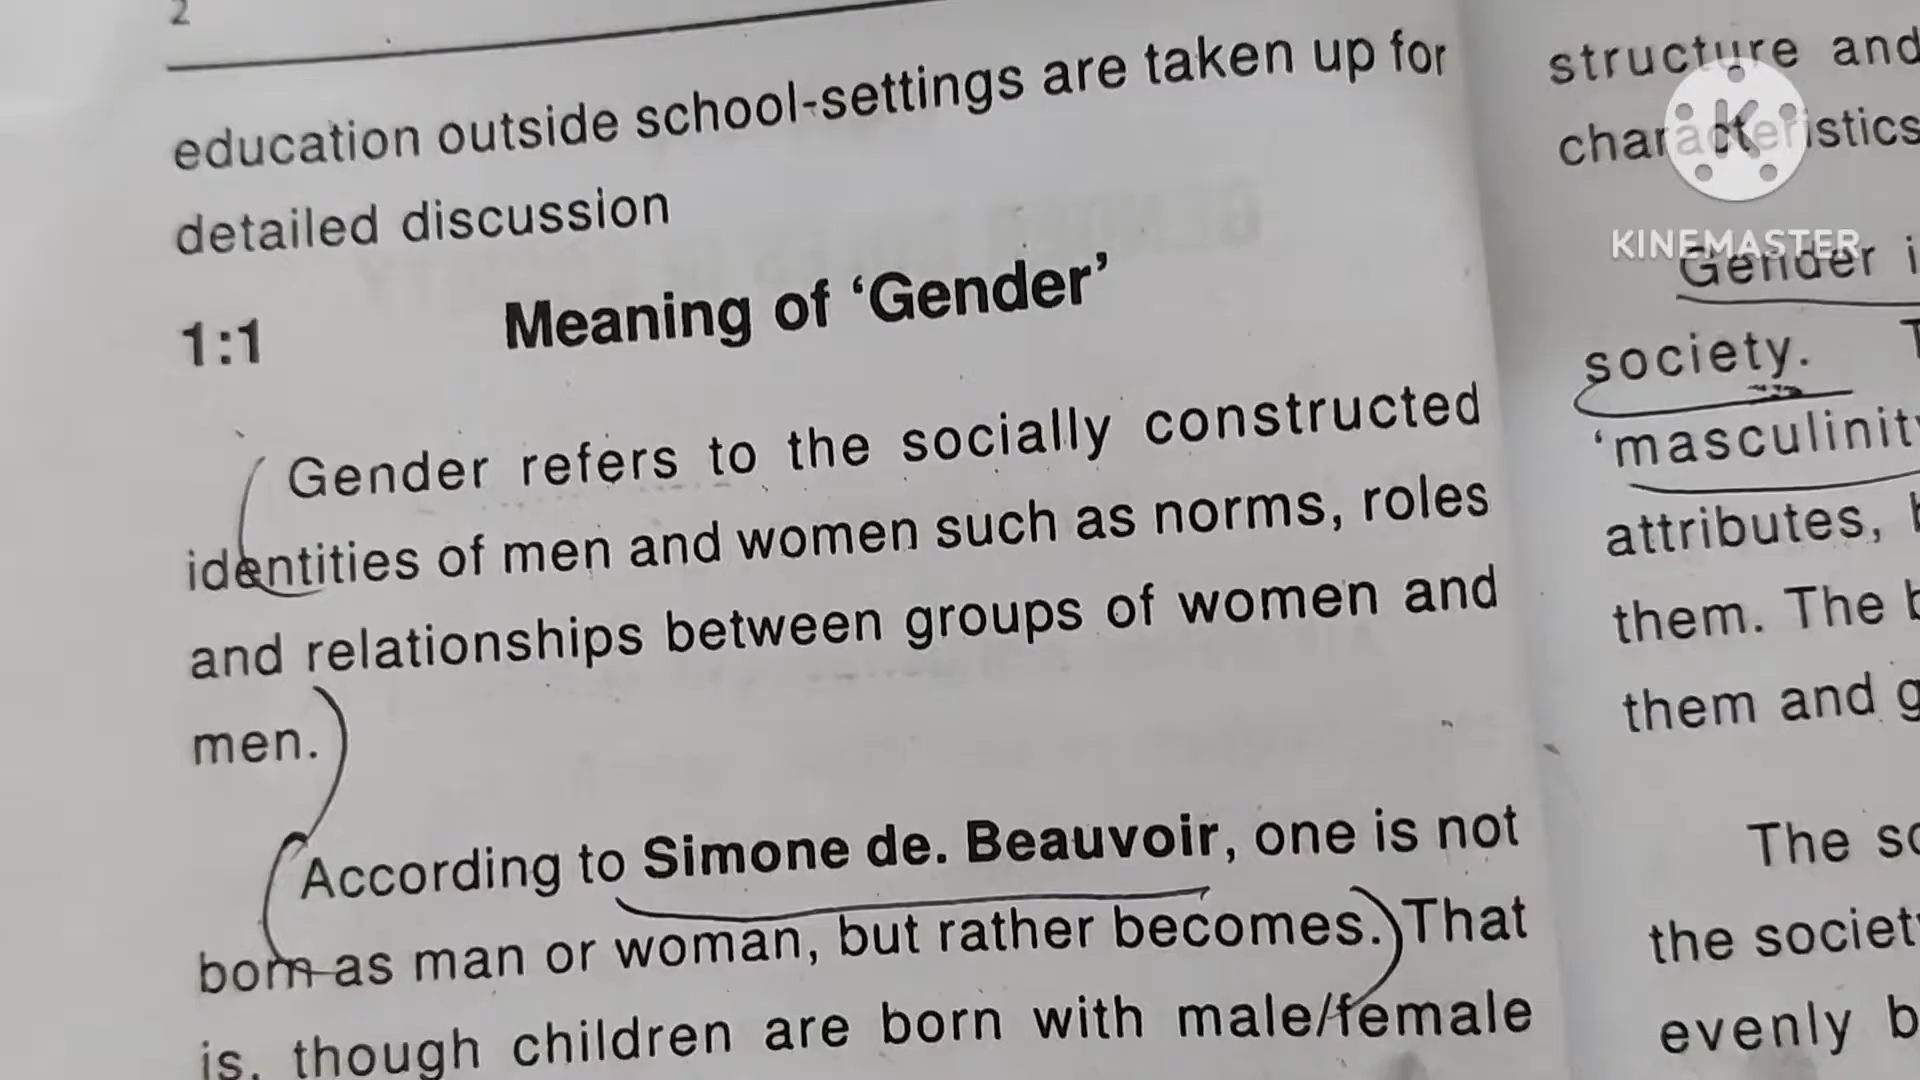 2
education outside school-settings are taken up for
detailed discussion
1:1 Meaning of ‘Gender’
Gender refers to the socially constructed
identities of men and women such as norms, roles
and relationships between groups of women and
men.
According to Simone de. Beauvoir, one is not
born as man or woman, but rather becomes. That
is, though children are born with male/female
structure and
characteristics
Gender
society.
‘masculinity
attributes,
them. The
them and
The
the society
evenly
KINEMASTER